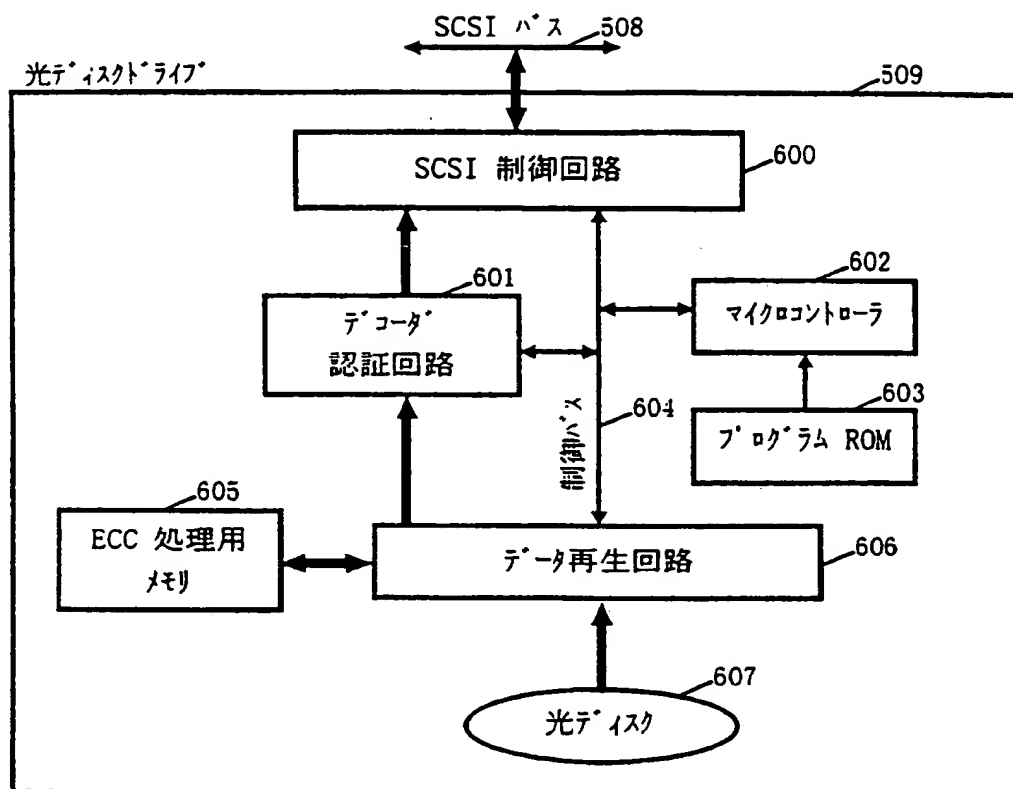 SCSI バス
508
光ディスクドライブ
509
SCSI 制御回路
600
601
デコーダ
認証回路
602
マイクロコントローラ
603
プログラム ROM
604
制御バス
605
ECC 処理用
メモリ
データ再生回路
606
607
光ディスク